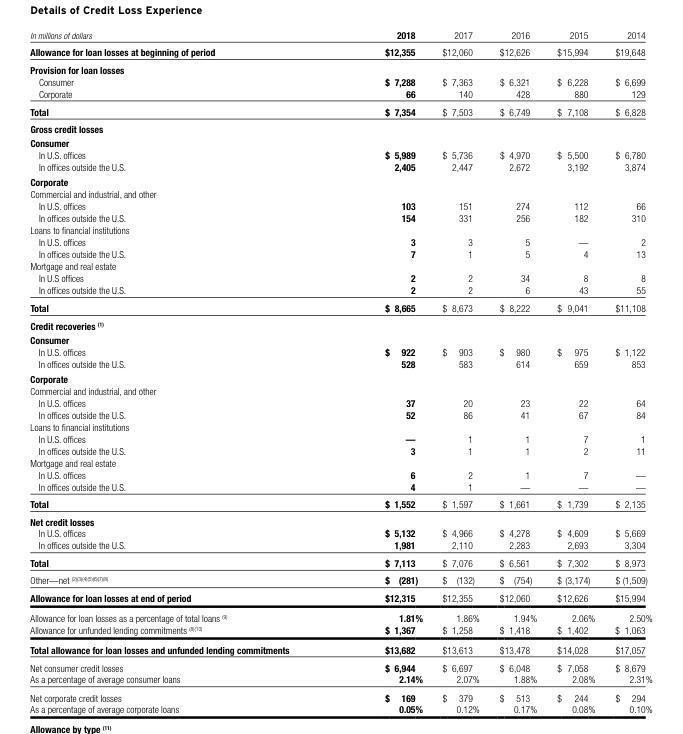 Details of Credit Loss Experience
In millions of dollars 2018 2017 2016 2015 2014
Allowance for loan losses at beginning of period $12,355 $12,060 $12,626 $15,994 $19,648
Provision for loan losses
Consumer $ 7,288 $ 7,363 $ 6,321 $ 6,228 $ 6,699
Corporate 66 140 428 880 129
Total $ 7,354 $ 7,503 $ 6,749 $ 7,108 $ 6,828
Gross credit losses
Consumer
In U.S. offices $ 5,989 $ 5,736 $ 4,970 $ 5,500 $ 6,780
In offices outside the U.S. 2,405 2,447 2,672 3,192 3,874
Corporate
Commercial and industrial, and other
In U.S. offices 103 151 274 112 66
In offices outside the U.S. 154 331 256 182 310
Loans to financial institutions
In U.S. offices 3 3 5 — 2
In offices outside the U.S. 7 1 5 4 13
Mortgage and real estate
In U.S offices 2 2 34 8 8
In offices outside the U.S. 2 2 6 43 55
Total $ 8,665 $ 8,673 $ 8,222 $ 9,041 $11,108
Credit recoveries (1)
Consumer
In U.S. offices $ 922 $ 903 $ 980 $ 975 $ 1,122
In offices outside the U.S. 528 583 614 659 853
Corporate
Commercial and industrial, and other
In U.S. offices 37 20 23 22 64
In offices outside the U.S. 52 86 41 67 84
Loans to financial institutions
In U.S. offices — 1 1 7 1
In offices outside the U.S. 3 1 1 2 11
Mortgage and real estate
In U.S. offices 6 2 1 7 —
In offices outside the U.S. 4 1 — — —
Total $ 1,552 $ 1,597 $ 1,661 $ 1,739 $ 2,135
Net credit losses
In U.S. offices $ 5,132 $ 4,966 $ 4,278 $ 4,609 $ 5,669
In offices outside the U.S. 1,981 2,110 2,283 2,693 3,304
Total $ 7,113 $ 7,076 $ 6,561 $ 7,302 $ 8,973
Other—net (2)(3)(4)(5)(6)(7)(8) $ (281) $ (132) $ (754) $ (3,174) $ (1,509)
Allowance for loan losses at end of period $12,315 $12,355 $12,060 $12,626 $15,994
Allowance for loan losses as a percentage of total loans (9) 1.81% 1.86% 1.94% 2.06% 2.50%
Allowance for unfunded lending commitments (8)(10) $ 1,367 $ 1,258 $ 1,418 $ 1,402 $ 1,063
Total allowance for loan losses and unfunded lending commitments $13,682 $13,613 $13,478 $14,028 $17,057
Net consumer credit losses $ 6,944 $ 6,697 $ 6,048 $ 7,058 $ 8,679
As a percentage of average consumer loans 2.14% 2.07% 1.88% 2.08% 2.31%
Net corporate credit losses $ 169 $ 379 $ 513 $ 244 $ 294
As a percentage of average corporate loans 0.05% 0.12% 0.17% 0.08% 0.10%
Allowance by type (11)